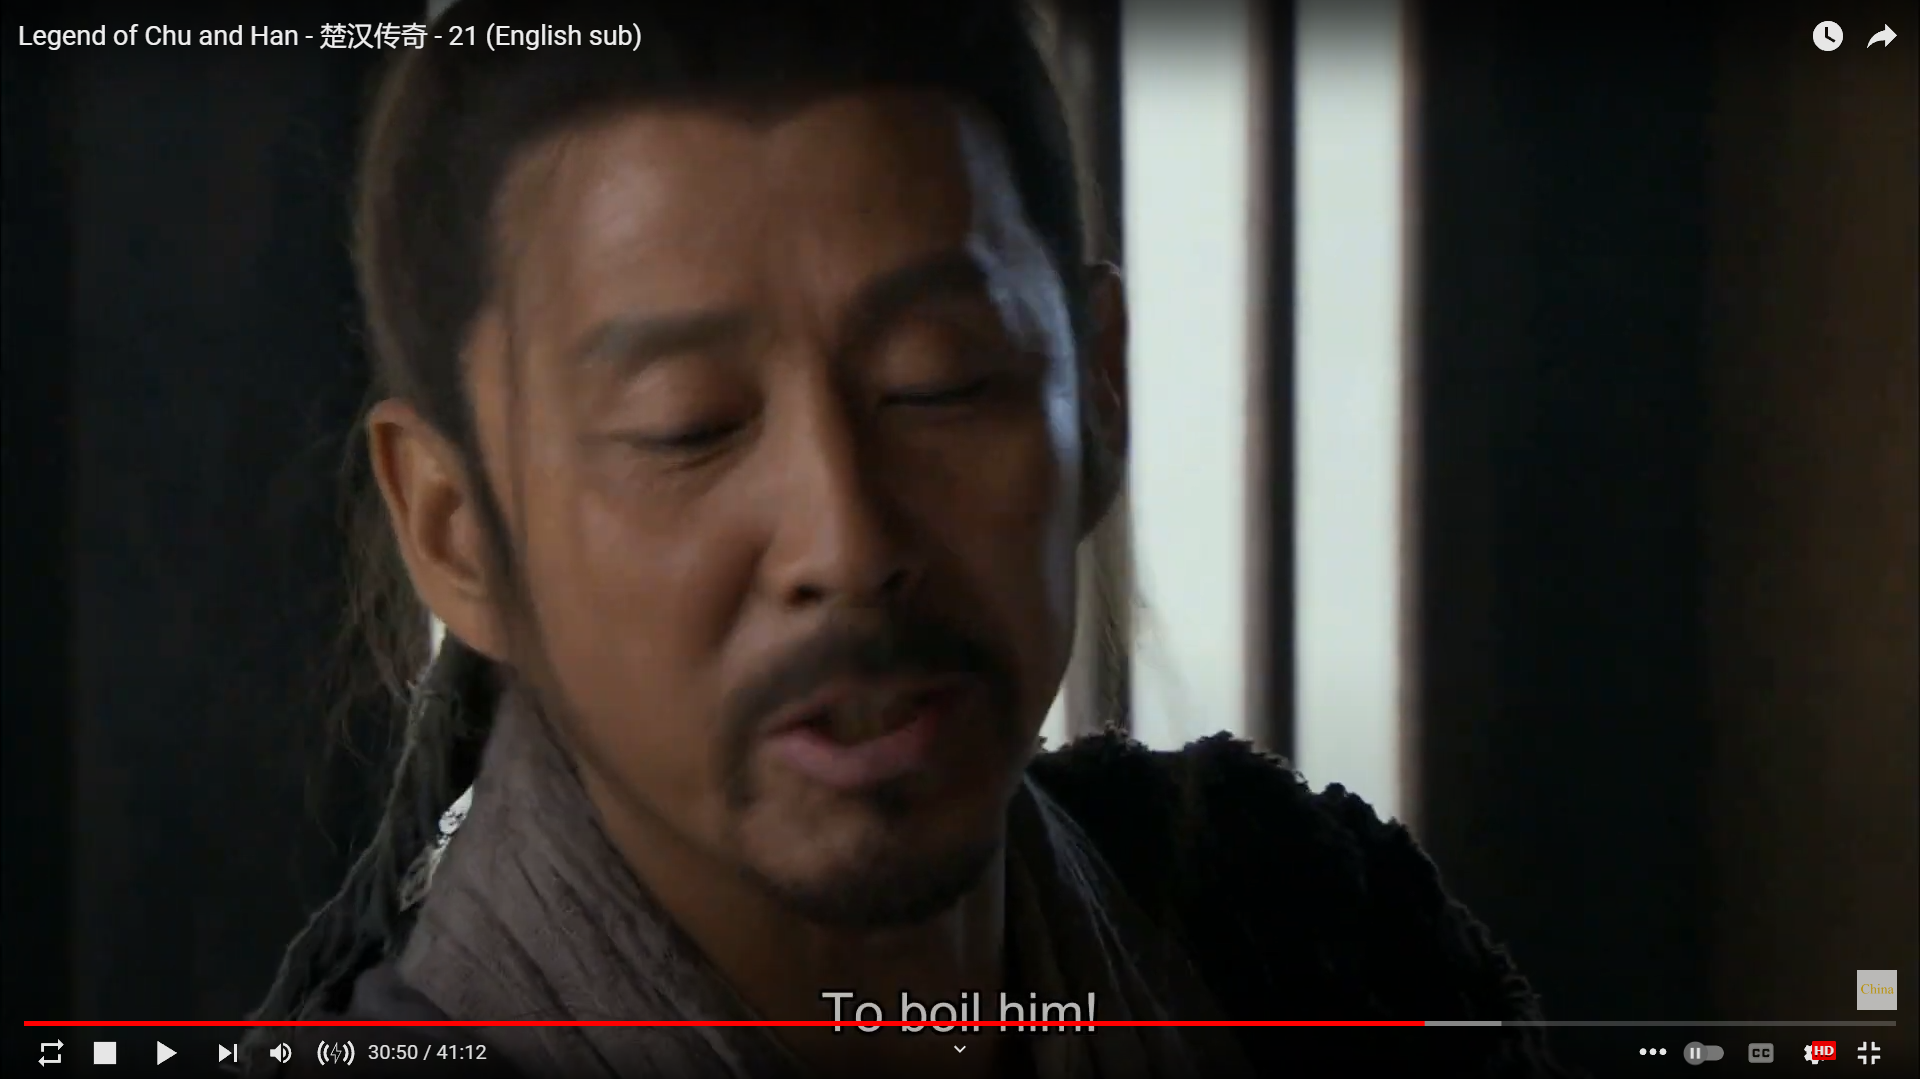 Legend of Chu and Han - 楚汉传奇 - 21 (English sub)
China
To boil him!
30:50 / 41:12
CC
HD